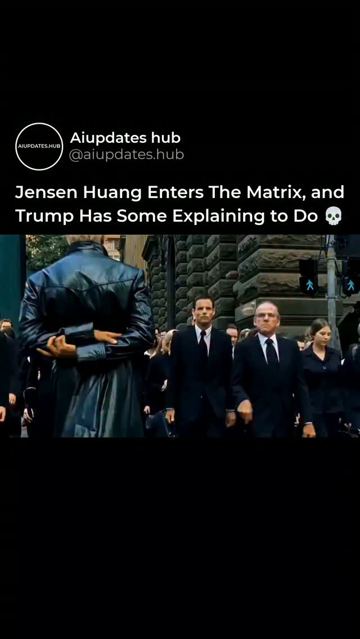 AIUPDATES.HUB
Aiupdates hub
@aiupdates.hub
Jensen Huang Enters The Matrix, and
Trump Has Some Explaining to Do 💀